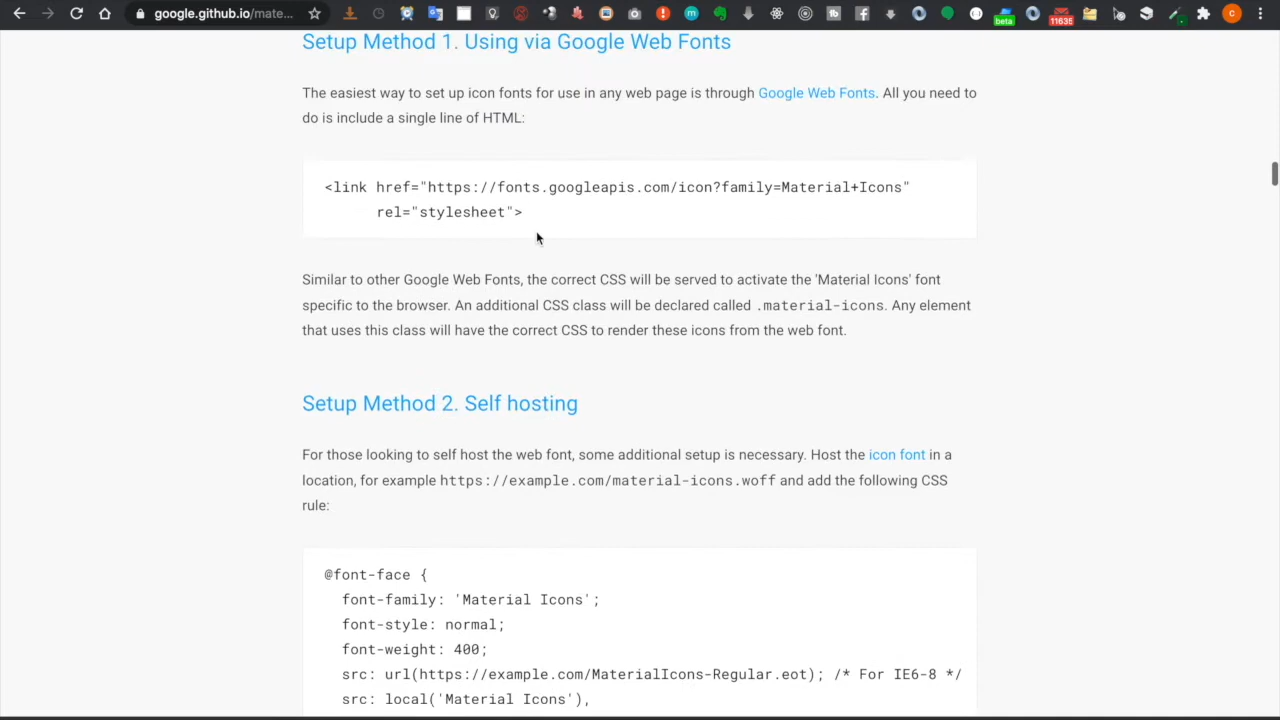 google.github.io/mate...
beta
11635
C
Setup Method 1. Using via Google Web Fonts
The easiest way to set up icon fonts for use in any web page is through Google Web Fonts. All you need to
do is include a single line of HTML:
<link href="https://fonts.googleapis.com/icon?family=Material+Icons"
rel="stylesheet">
Similar to other Google Web Fonts, the correct CSS will be served to activate the 'Material Icons' font
specific to the browser. An additional CSS class will be declared called .material-icons. Any element
that uses this class will have the correct CSS to render these icons from the web font.
Setup Method 2. Self hosting
For those looking to self host the web font, some additional setup is necessary. Host the icon font in a
location, for example https://example.com/material-icons.woff and add the following CSS
rule:
@font-face {
font-family: 'Material Icons';
font-style: normal;
font-weight: 400;
src: url(https://example.com/MaterialIcons-Regular.eot); /* For IE6-8 */
src: local('Material Icons'),